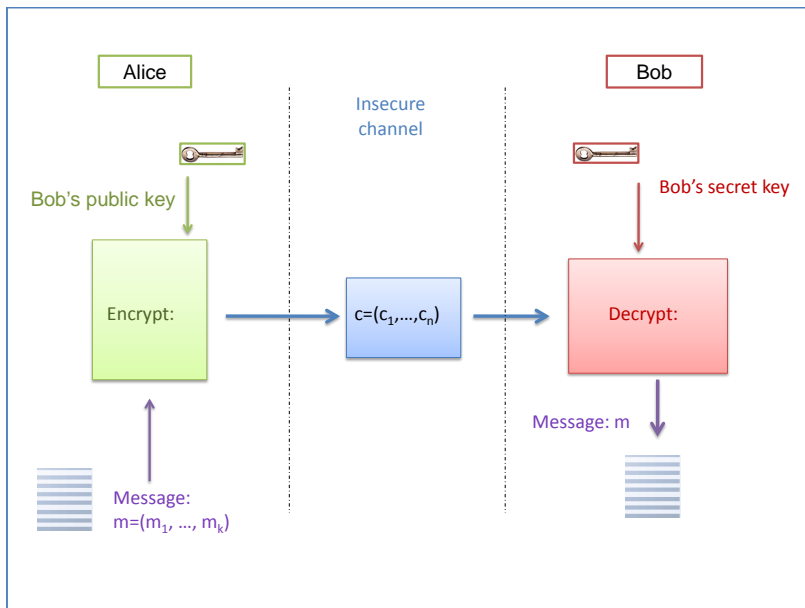 Alice
Bob
Insecure
channel
Bob's public key
Bob's secret key
Encrypt:
c=(c₁,...,cₙ)
Decrypt:
Message: m
Message:
m=(m₁, ..., mₖ)